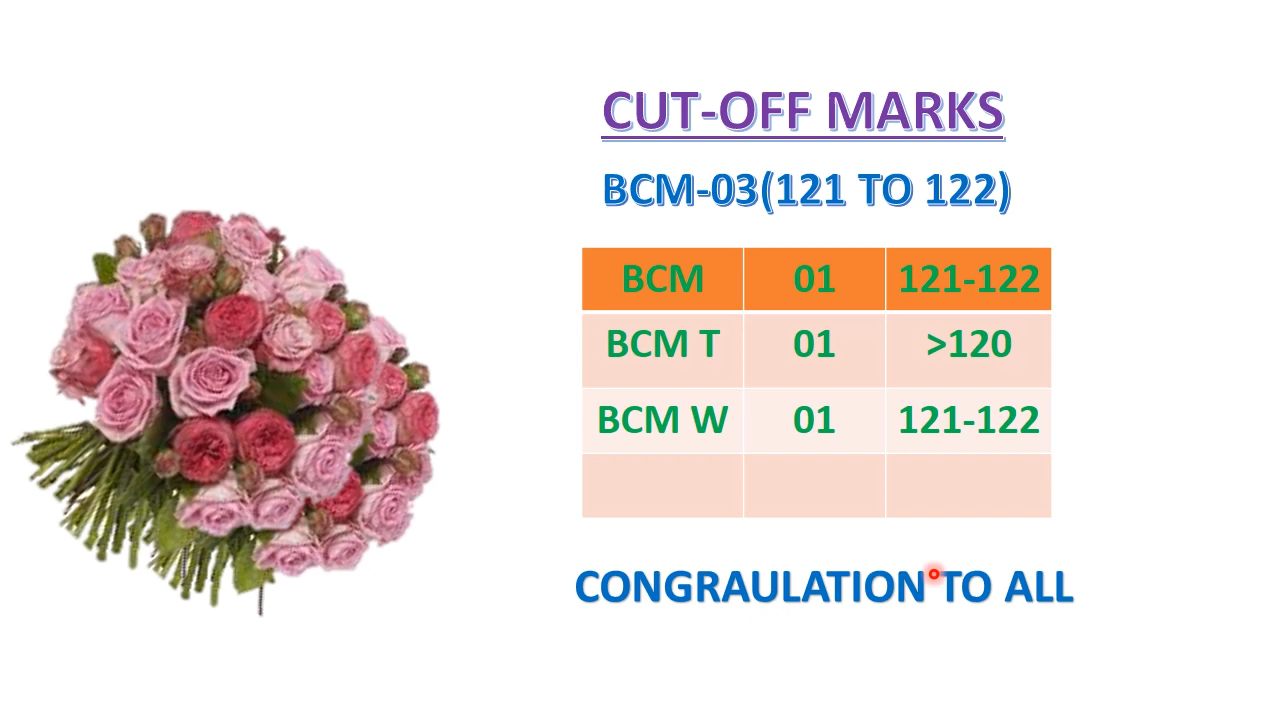 CUT-OFF MARKS
BCM-03(121 TO 122)
BCM 01 121-122
BCM T 01 >120
BCM W 01 121-122
CONGRAULATION TO ALL